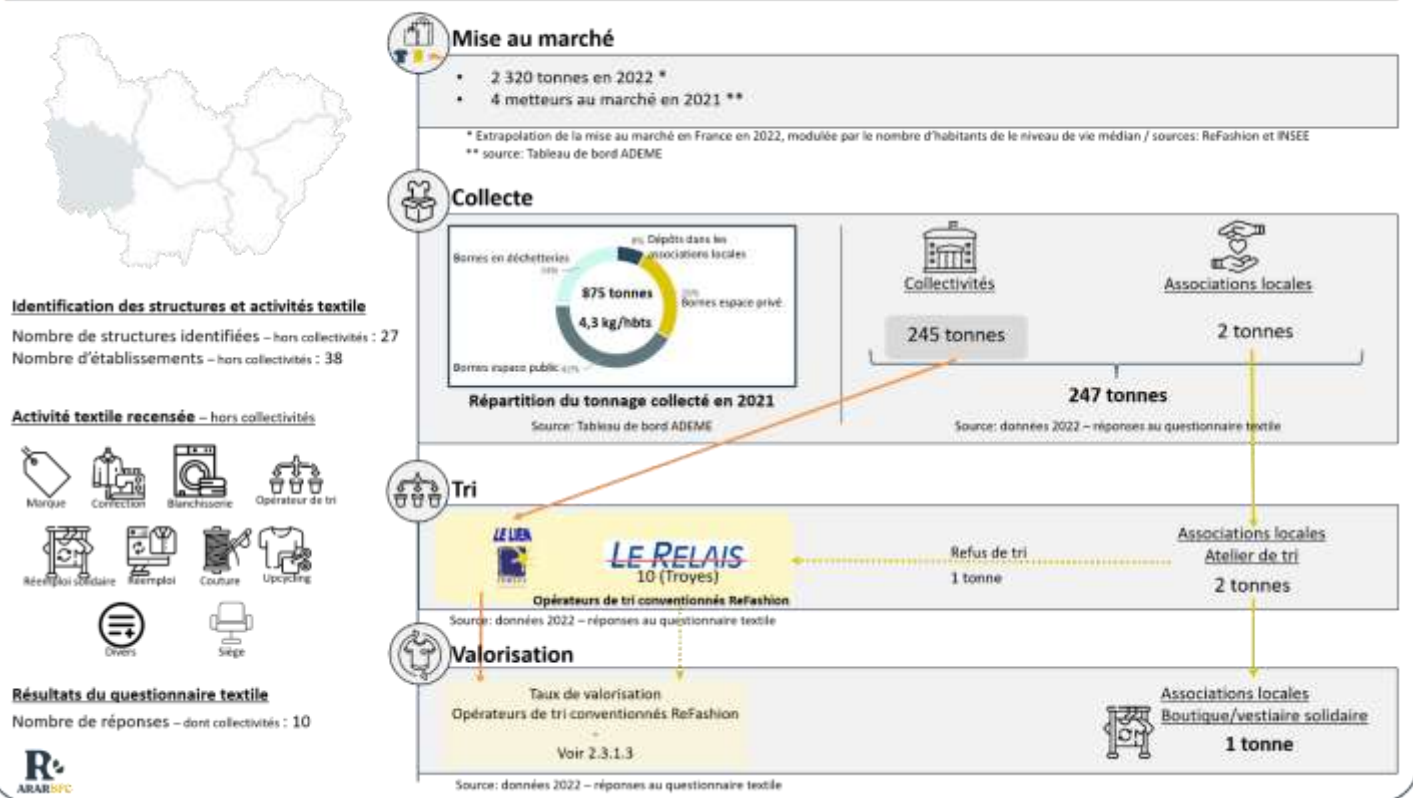 Mise au marché
• 2 320 tonnes en 2022 *
• 4 metteurs au marché en 2021 **
* Extrapolation de la mise au marché en France en 2022, modulée par le nombre d'habitants de le niveau de vie médian / sources: ReFashion et INSEE
** source: Tableau de bord ADEME
Collecte
8% Dépôts dans les
associations locales
Bornes en déchetteries
875 tonnes
4,3 kg/hbts
Bornes espace privé
Bornes espace public
Répartition du tonnage collecté en 2021
Source: Tableau de bord ADEME
Collectivités
245 tonnes
Associations locales
2 tonnes
247 tonnes
Source: données 2022 – réponses au questionnaire textile
Identification des structures et activités textile
Nombre de structures identifiées – hors collectivités : 27
Nombre d'établissements – hors collectivités : 38
Activité textile recensée – hors collectivités
Marque
Confection
Blanchisserie
Opérateur de tri
Réemploi solidaire
Réemploi
Couture
Upcycling
Divers
Siège
Résultats du questionnaire textile
Nombre de réponses – dont collectivités : 10
R
ARARBFC
Tri
LE LIEN
LE RELAIS
10 (Troyes)
Opérateurs de tri conventionnés ReFashion
Refus de tri
1 tonne
Associations locales
Atelier de tri
2 tonnes
Source: données 2022 – réponses au questionnaire textile
Valorisation
Taux de valorisation
Opérateurs de tri conventionnés ReFashion
-
Voir 2.3.1.3
Associations locales
Boutique/vestiaire solidaire
1 tonne
Source: données 2022 – réponses au questionnaire textile